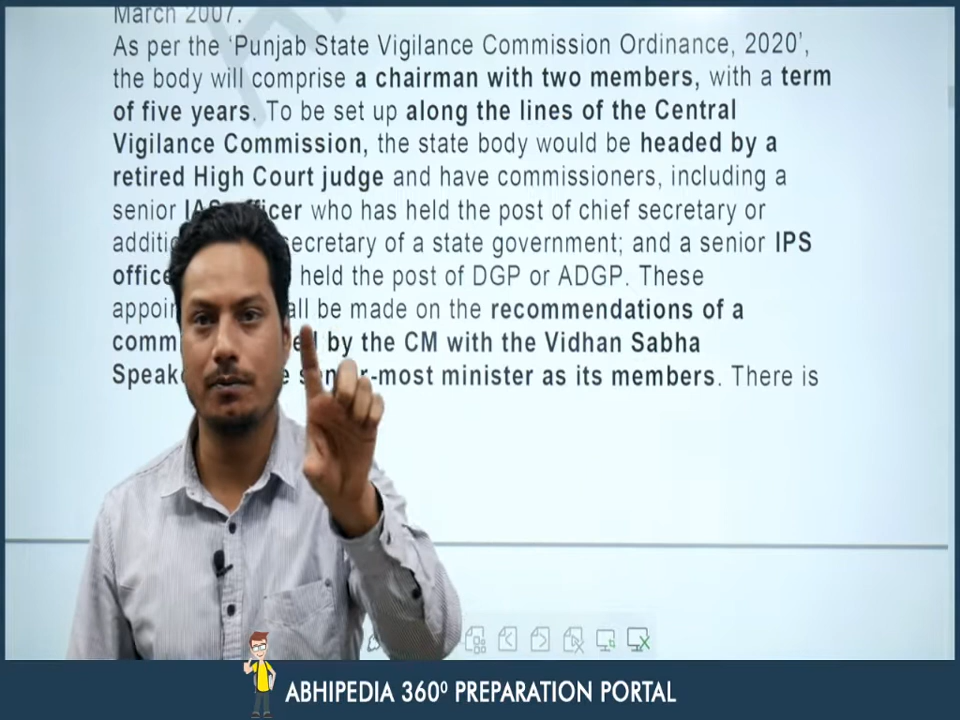 March 2007.
As per the ‘Punjab State Vigilance Commission Ordinance, 2020’,
the body will comprise a chairman with two members, with a term
of five years. To be set up along the lines of the Central
Vigilance Commission, the state body would be headed by a
retired High Court judge and have commissioners, including a
senior IAS officer who has held the post of chief secretary or
secretary of a state government; and a senior IPS
held the post of DGP or ADGP. These
be made on the recommendations of a
by the CM with the Vidhan Sabha
most minister as its members. There is
ABHIPEDIA 360º PREPARATION PORTAL